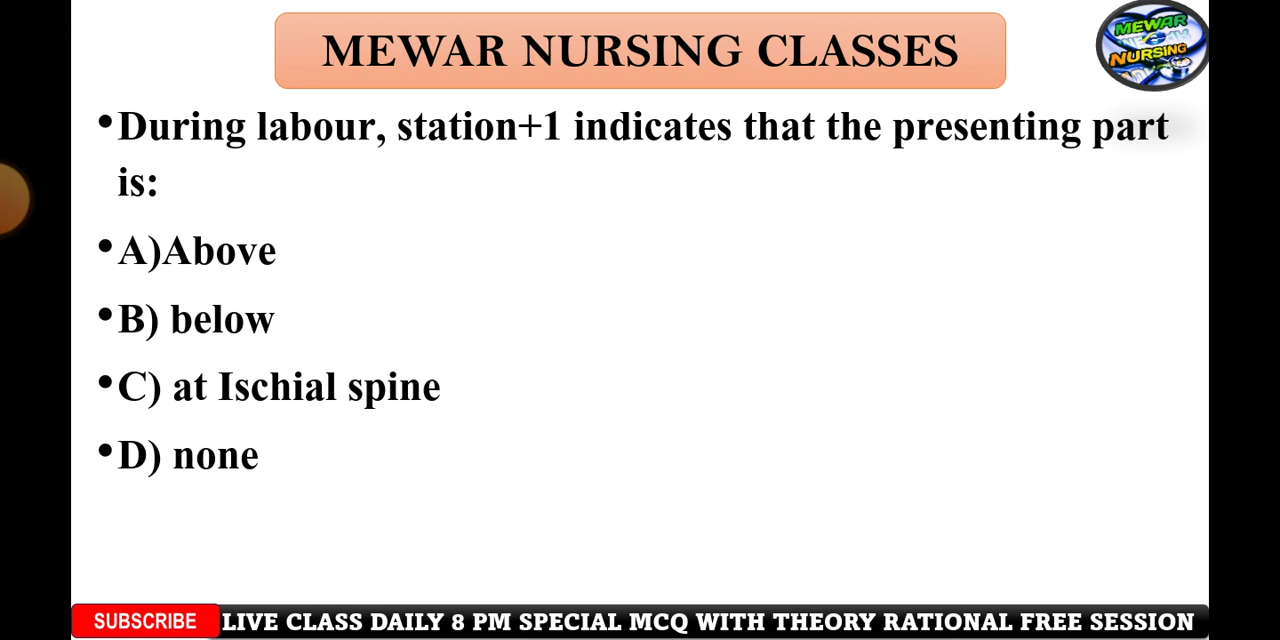 MEWAR NURSING CLASSES
MEWAR
NURSING
•During labour, station+1 indicates that the presenting part
is:
•A)Above
•B) below
•C) at Ischial spine
•D) none
SUBSCRIBE LIVE CLASS DAILY 8 PM SPECIAL MCQ WITH THEORY RATIONAL FREE SESSION